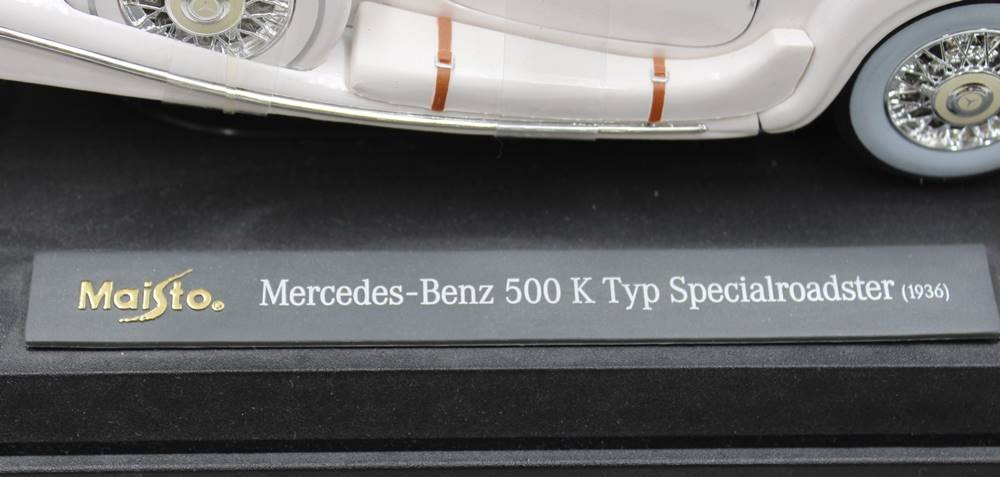 Maisto® Mercedes-Benz 500 K Typ Specialroadster (1936)